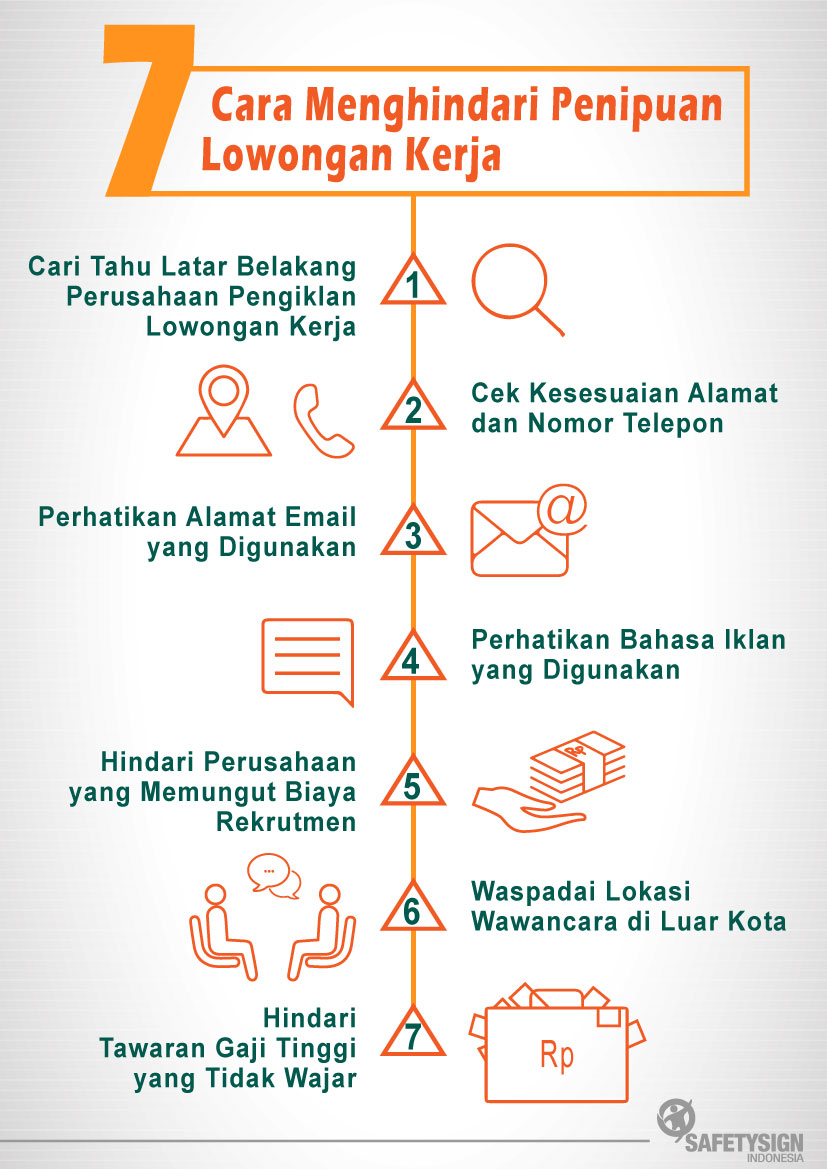 7
Cara Menghindari Penipuan
Lowongan Kerja
1
Cari Tahu Latar Belakang
Perusahaan Pengiklan
Lowongan Kerja
2
Cek Kesesuaian Alamat
dan Nomor Telepon
3
Perhatikan Alamat Email
yang Digunakan
@
4
Perhatikan Bahasa Iklan
yang Digunakan
5
Hindari Perusahaan
yang Memungut Biaya
Rekrutmen
Rp
6
Waspadai Lokasi
Wawancara di Luar Kota
...
7
Hindari
Tawaran Gaji Tinggi
yang Tidak Wajar
Rp
SAFETYSIGN
INDONESIA